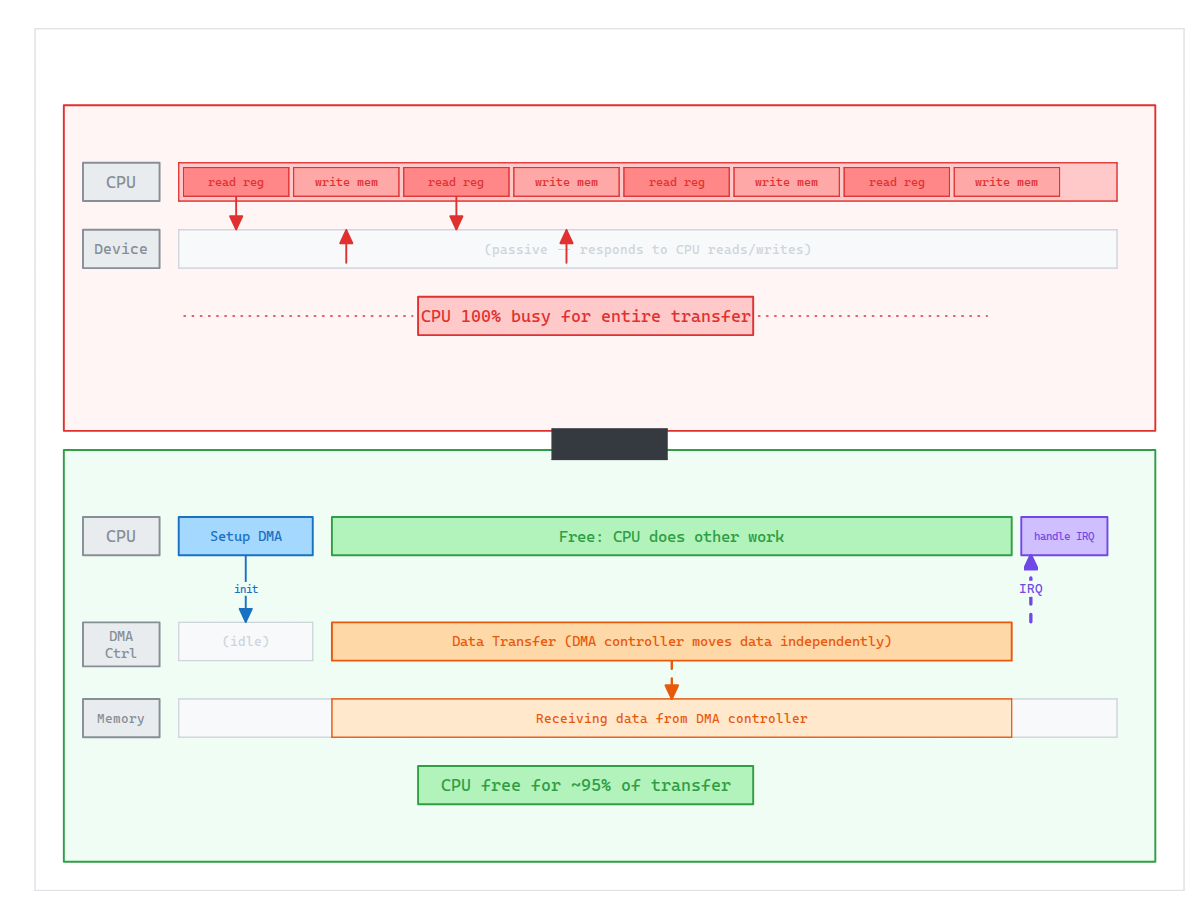 CPU
read reg write mem read reg write mem read reg write mem read reg write mem
Device
(passive — responds to CPU reads/writes)
CPU 100% busy for entire transfer
CPU
Setup DMA
Free: CPU does other work
handle IRQ
init
IRQ
DMA
Ctrl
(idle)
Data Transfer (DMA controller moves data independently)
Memory
Receiving data from DMA controller
CPU free for ~95% of transfer